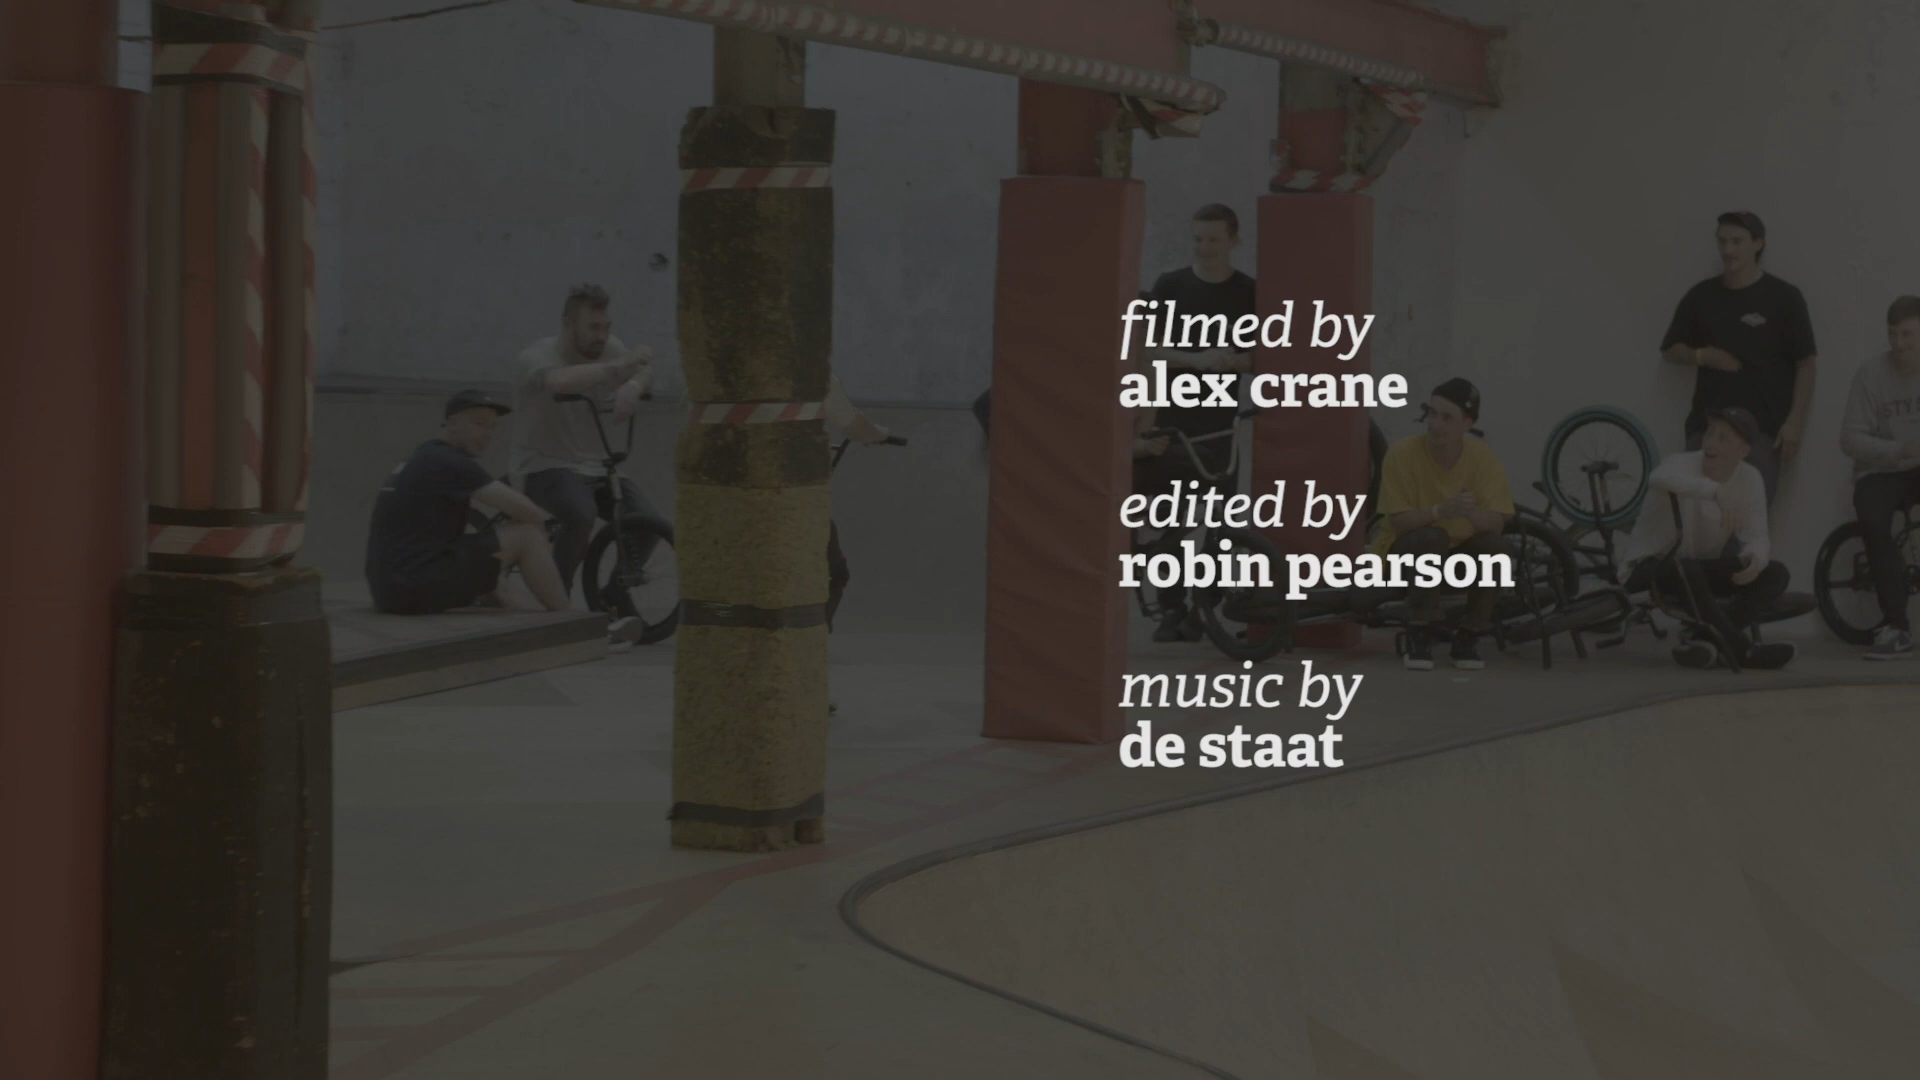 filmed by
alex crane
edited by
robin pearson
music by
de staat